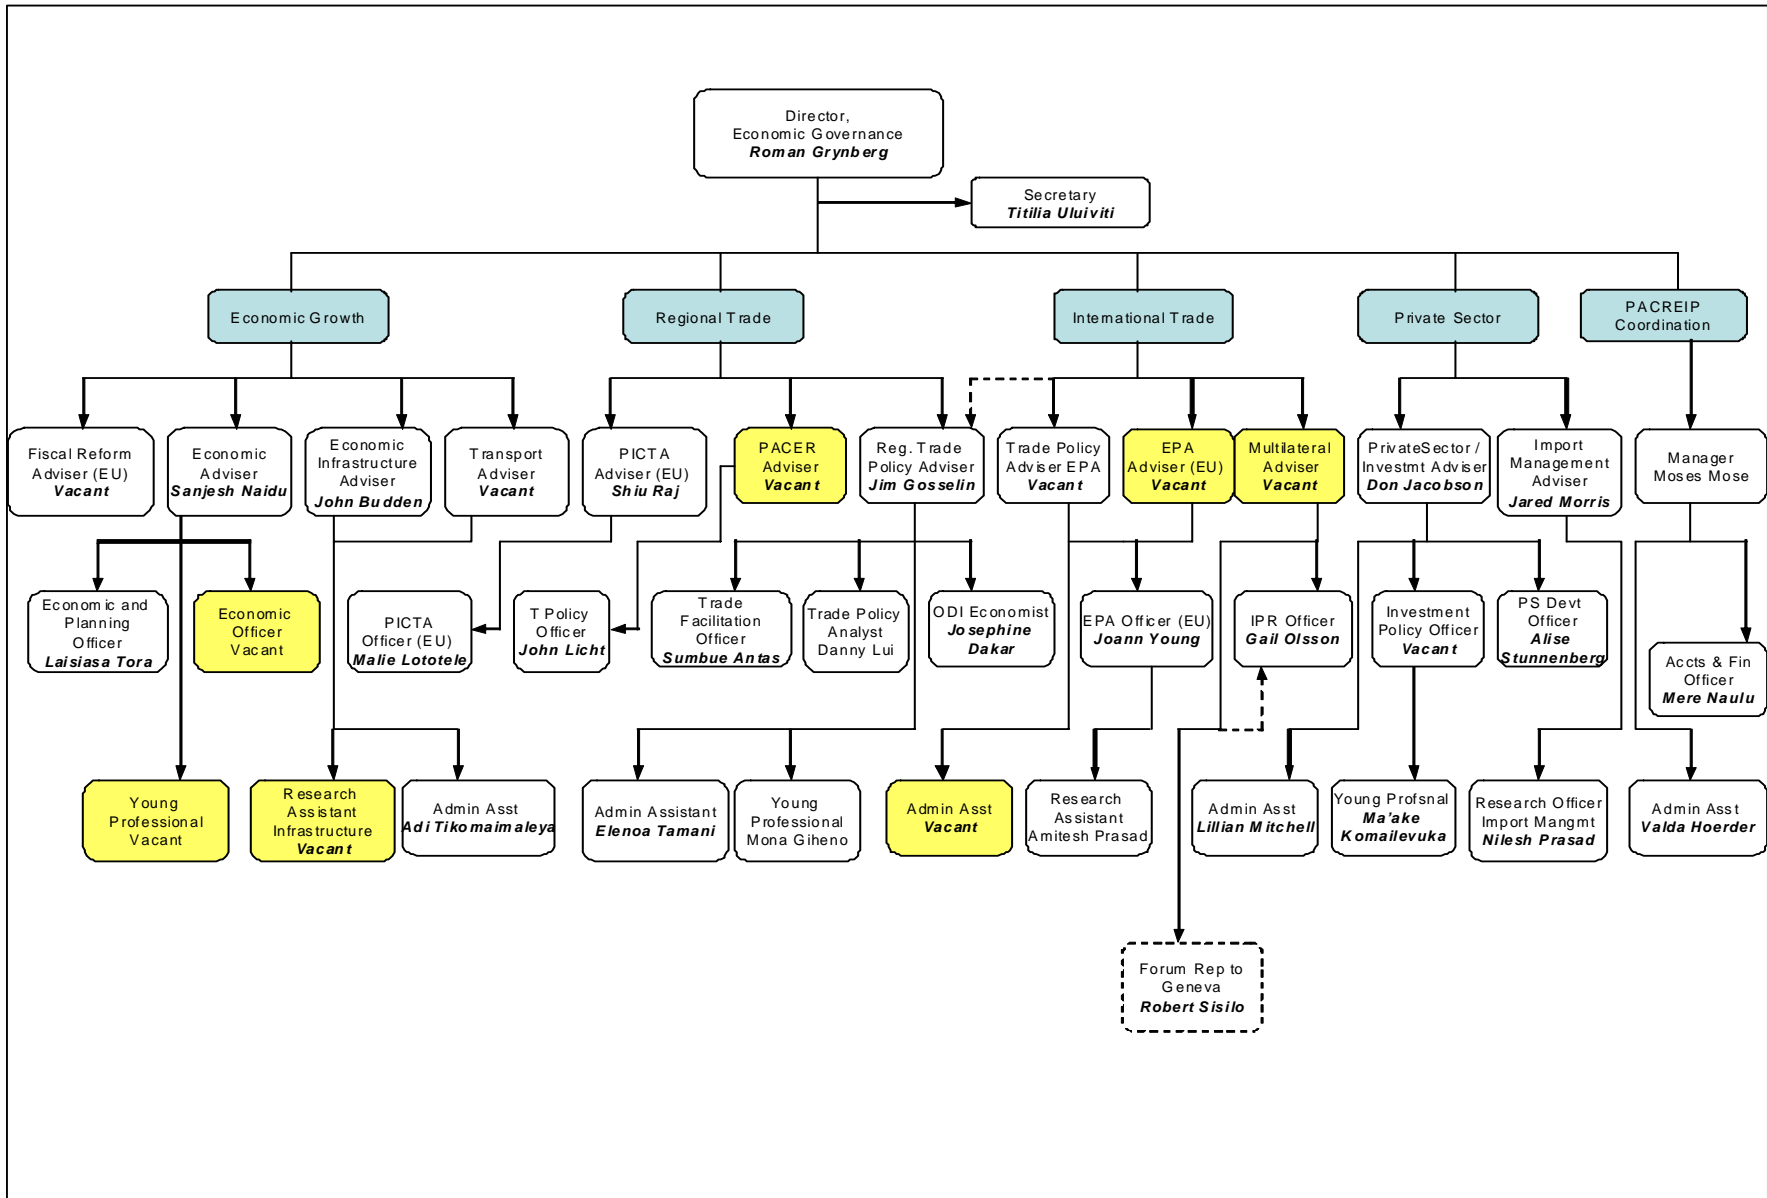 Director,
Economic Governance
Roman Grynberg
Secretary
Titilia Uluiviti
Economic Growth
Regional Trade
International Trade
Private Sector
PACREIP
Coordination
Fiscal Reform
Adviser (EU)
Vacant
Economic
Adviser
Sanjesh Naidu
Economic
Infrastructure
Adviser
John Budden
Transport
Adviser
Vacant
PICTA
Adviser (EU)
Shiu Raj
PACER
Adviser
Vacant
Reg. Trade
Policy Adviser
Jim Gosselin
Trade Policy
Adviser EPA
Vacant
EPA
Adviser (EU)
Vacant
Multilateral
Adviser
Vacant
PrivateSector /
Investmt Adviser
Don Jacobson
Import
Management
Adviser
Jared Morris
Manager
Moses Mose
Economic and
Planning
Officer
Laisiasa Tora
Economic
Officer
Vacant
PICTA
Officer (EU)
Malie Lototele
T Policy
Officer
John Licht
Trade
Facilitation
Officer
Sumbue Antas
Trade Policy
Analyst
Danny Lui
ODI Economist
Josephine
Dakar
EPA Officer (EU)
Joann Young
IPR Officer
Gail Olsson
Investment
Policy Officer
Vacant
PS Devt
Officer
Alise
Stunnenberg
Accts & Fin
Officer
Mere Naulu
Young
Professional
Vacant
Research
Assistant
Infrastructure
Vacant
Admin Asst
Adi Tikomaimaleya
Admin Assistant
Elenoa Tamani
Young
Professional
Mona Giheno
Admin Asst
Vacant
Research
Assistant
Amitesh Prasad
Admin Asst
Lillian Mitchell
Young Profsnal
Ma'ake
Komailevuka
Research Officer
Import Mangmt
Nilesh Prasad
Admin Asst
Valda Hoerder
Forum Rep to
Geneva
Robert Sisilo